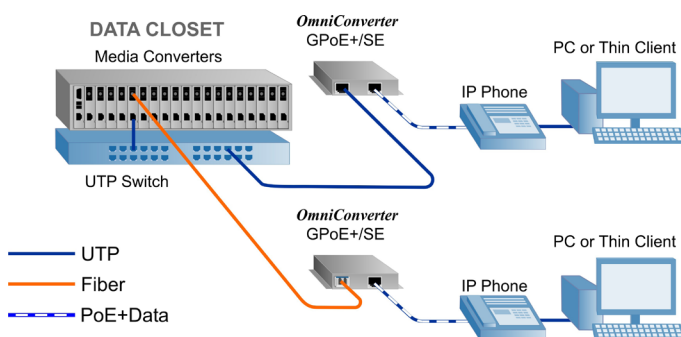 DATA CLOSET
Media Converters
UTP Switch
OmniConverter
GPoE+/SE
IP Phone
PC or Thin Client
OmniConverter
GPoE+/SE
IP Phone
PC or Thin Client
UTP
Fiber
PoE+Data